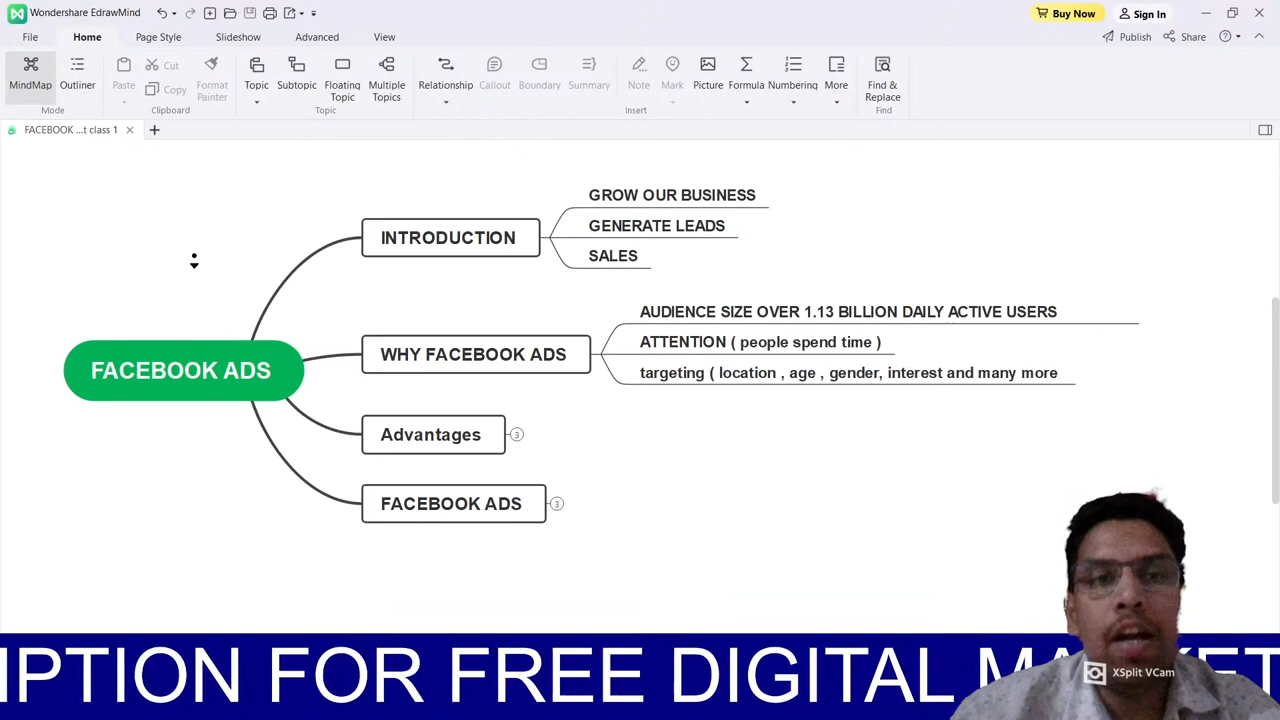 Wondershare EdrawMind
Buy Now
Sign In
File
Home
Page Style
Slideshow
Advanced
View
Publish
Share
MindMap
Outliner
Paste
Cut
Copy
Format Painter
Topic
Subtopic
Floating Topic
Multiple Topics
Relationship
Callout
Boundary
Summary
Note
Mark
Picture
Formula
Numbering
More
Find & Replace
Mode
Clipboard
Topic
Insert
Find
FACEBOOK ...t class 1
GROW OUR BUSINESS
INTRODUCTION
GENERATE LEADS
SALES
AUDIENCE SIZE OVER 1.13 BILLION DAILY ACTIVE USERS
WHY FACEBOOK ADS
ATTENTION ( people spend time )
targeting ( location , age , gender, interest and many more
FACEBOOK ADS
Advantages
3
FACEBOOK ADS
3
IPTION FOR FREE DIGITAL
XSplit VCam